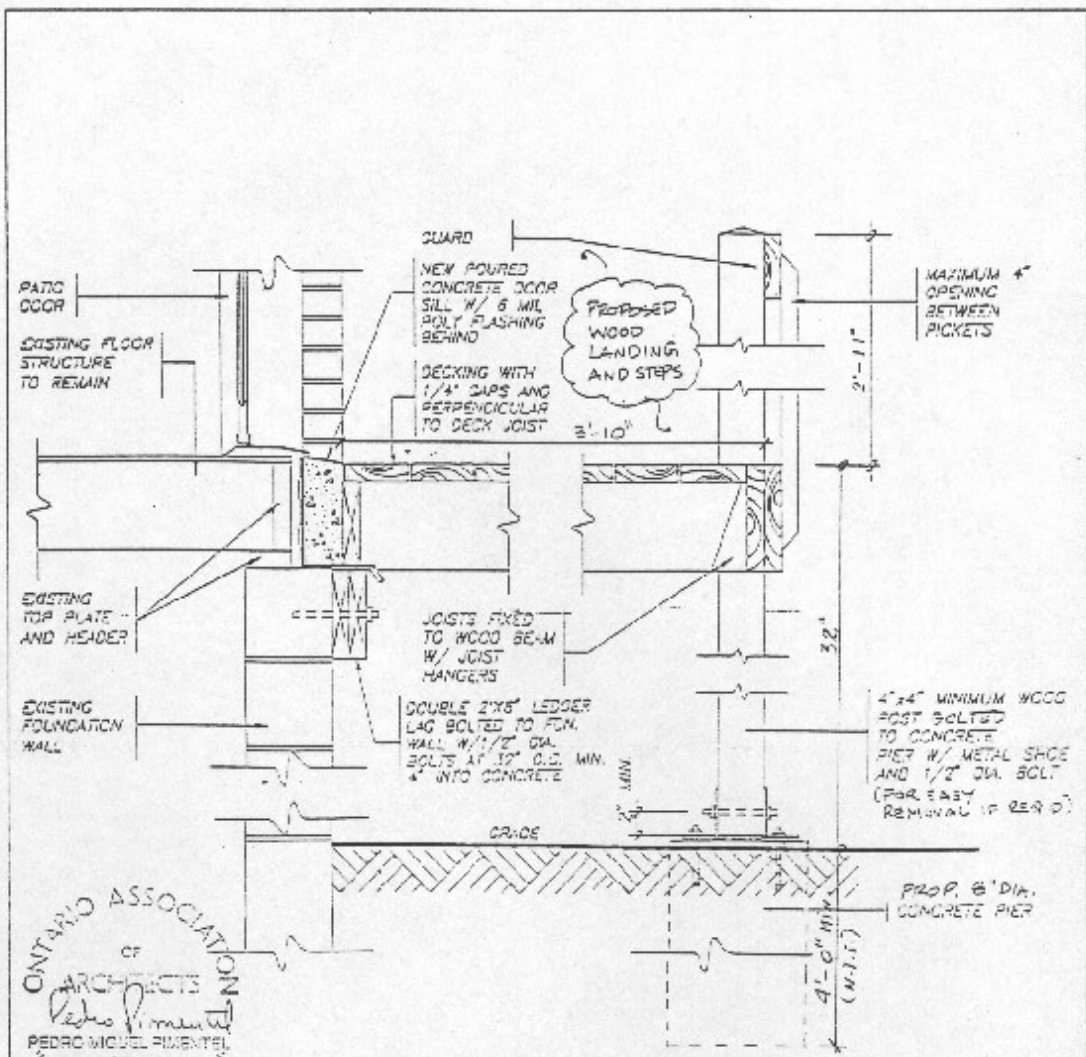 GUARD
PATIO
DOOR
EXISTING FLOOR
STRUCTURE
TO REMAIN
NEW POURED
CONCRETE DOOR
SILL W/ 6 MIL
POLY FLASHING
BEHIND
DECKING WITH
1/4" GAPS AND
PERPENDICULAR
TO DECK JOIST
PROPOSED
WOOD
LANDING
AND STEPS
3'-10"
MAXIMUM 4"
OPENING
BETWEEN
PICKETS
2'-11"
EXISTING
TOP PLATE
AND HEADER
JOISTS FIXED
TO WOOD BEAM
W/ JOIST
HANGERS
32"
EXISTING
FOUNDATION
WALL
DOUBLE 2"X8" LEDGER
LAG BOLTED TO FDN.
WALL W/1/2" DIA.
BOLTS AT 32" O.C. MIN.
4" INTO CONCRETE
4"x4" MINIMUM WOOD
POST BOLTED
TO CONCRETE
PIER W/ METAL SHOE
AND 1/2" DIA. BOLT
(FOR EASY
REMOVAL IF REQ'D)
MIN.
GRADE
PROP. 8" DIA.
CONCRETE PIER
4'-0" MIN
(N.T.S.)
ONTARIO ASSOCIATION
OF
ARCHITECTS
Pedro Pimentel
PEDRO MIGUEL PIMENTEL